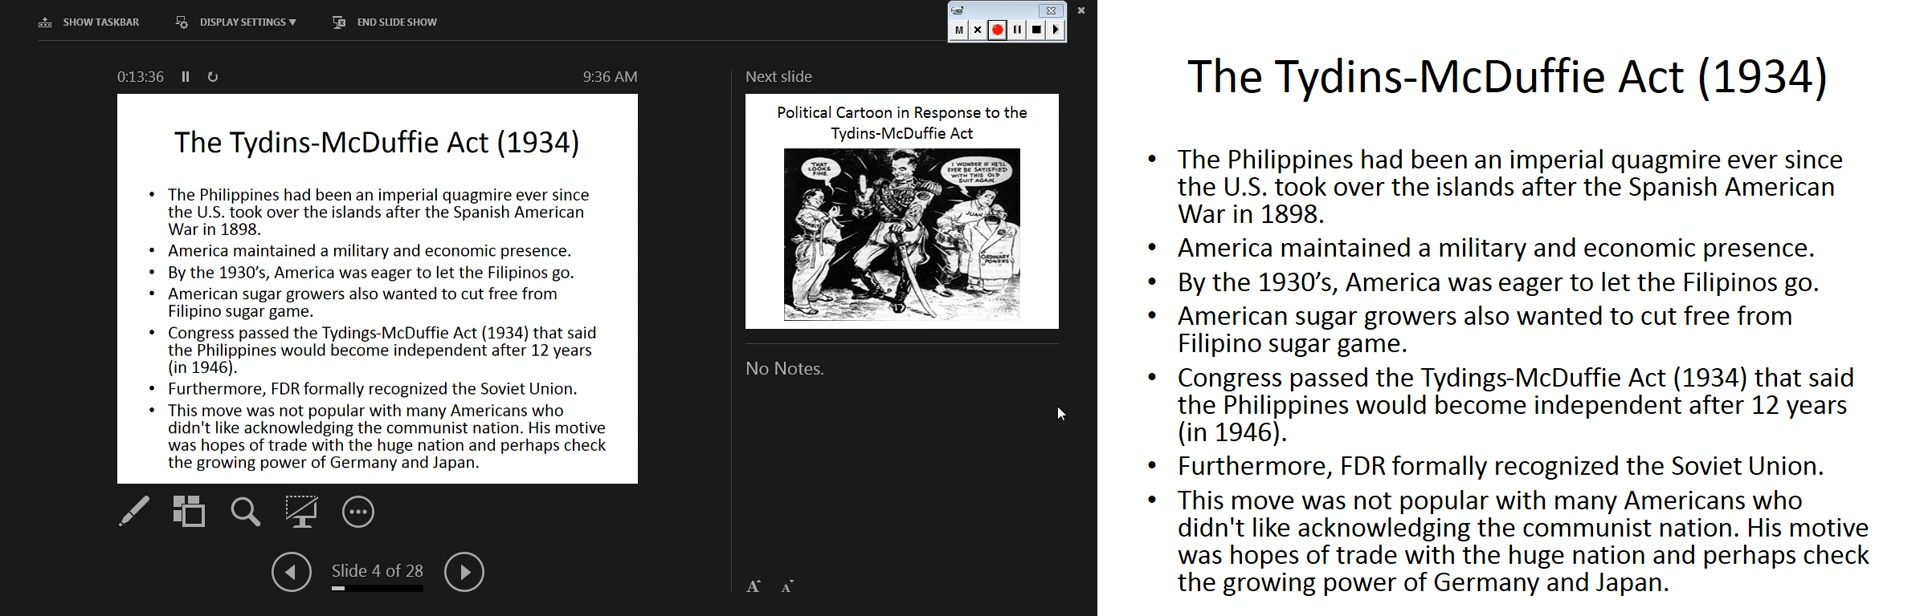 SHOW TASKBAR
DISPLAY SETTINGS ▼
END SLIDE SHOW
M
0:13:36
9:36 AM
The Tydins-McDuffie Act (1934)
• The Philippines had been an imperial quagmire ever since
the U.S. took over the islands after the Spanish American
War in 1898.
• America maintained a military and economic presence.
• By the 1930’s, America was eager to let the Filipinos go.
• American sugar growers also wanted to cut free from
Filipino sugar game.
• Congress passed the Tydings-McDuffie Act (1934) that said
the Philippines would become independent after 12 years
(in 1946).
• Furthermore, FDR formally recognized the Soviet Union.
• This move was not popular with many Americans who
didn't like acknowledging the communist nation. His motive
was hopes of trade with the huge nation and perhaps check
the growing power of Germany and Japan.
Slide 4 of 28
Next slide
Political Cartoon in Response to the
Tydins-McDuffie Act
THAT
LOOKS
FINE.
I WONDER IF HE'LL
EVER BE SATISFIED
WITH THIS OLD
SUIT AGAIN.
JUAN
ORDINARY
POWERS
No Notes.
A A
The Tydins-McDuffie Act (1934)
• The Philippines had been an imperial quagmire ever since
the U.S. took over the islands after the Spanish American
War in 1898.
• America maintained a military and economic presence.
• By the 1930’s, America was eager to let the Filipinos go.
• American sugar growers also wanted to cut free from
Filipino sugar game.
• Congress passed the Tydings-McDuffie Act (1934) that said
the Philippines would become independent after 12 years
(in 1946).
• Furthermore, FDR formally recognized the Soviet Union.
• This move was not popular with many Americans who
didn't like acknowledging the communist nation. His motive
was hopes of trade with the huge nation and perhaps check
the growing power of Germany and Japan.